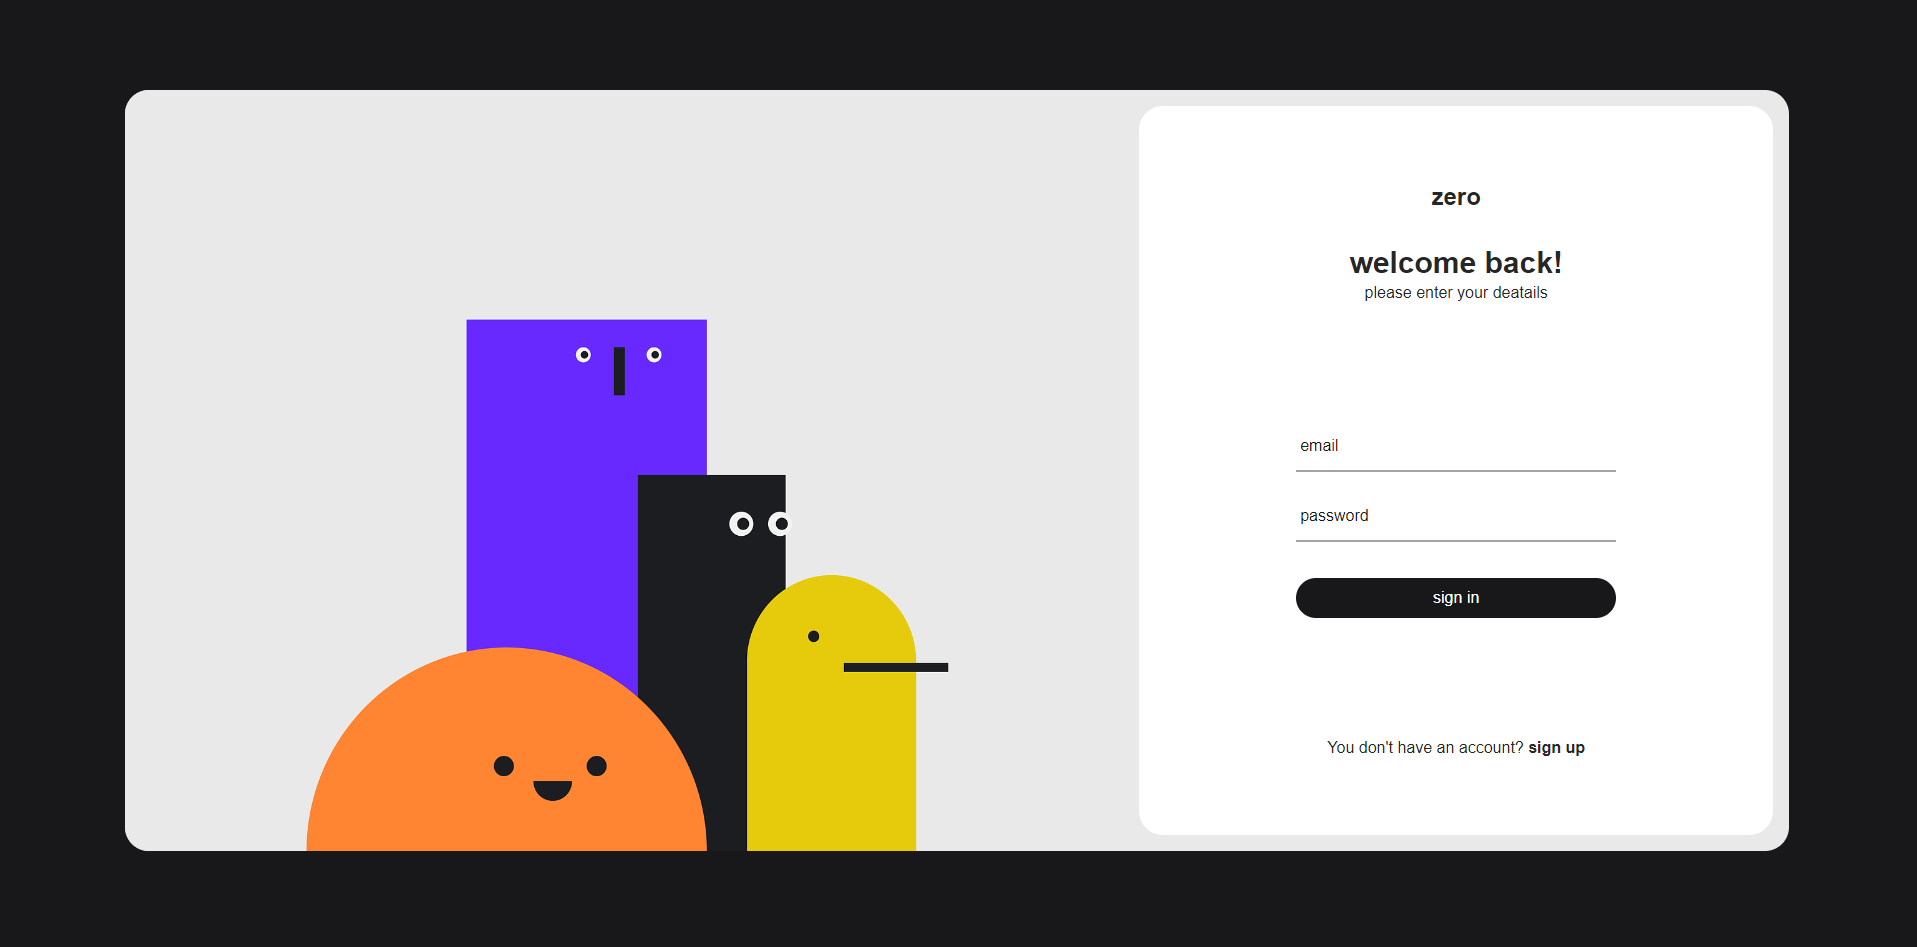 zero
welcome back!
please enter your deatails
email
password
sign in
You don't have an account? sign up